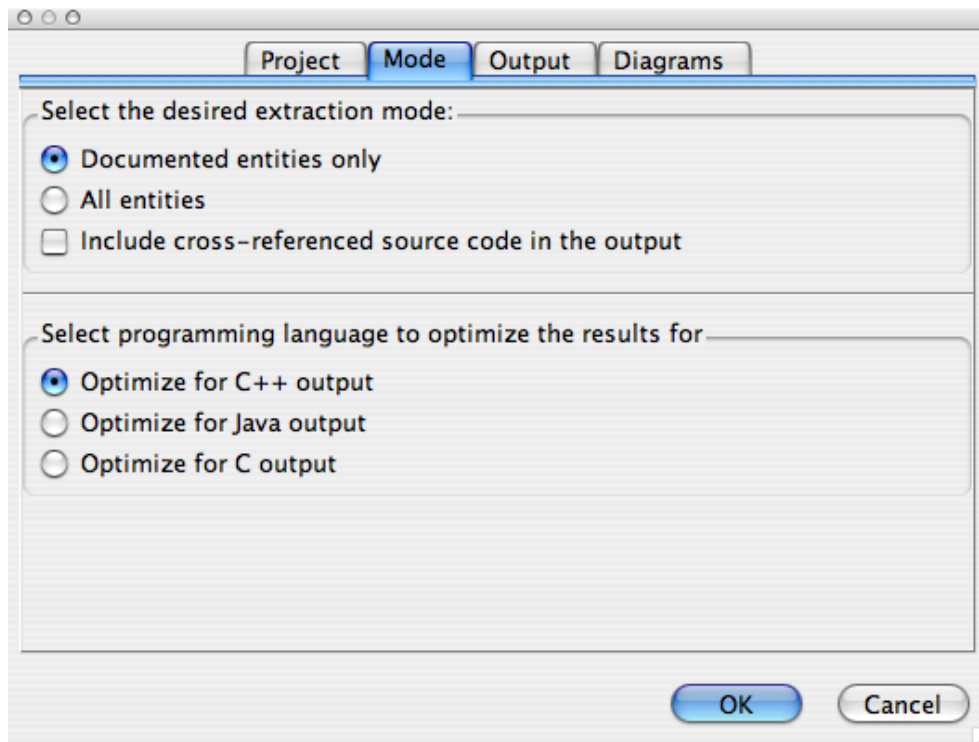 Project Mode Output Diagrams
Select the desired extraction mode:
Documented entities only
All entities
Include cross-referenced source code in the output
Select programming language to optimize the results for
Optimize for C++ output
Optimize for Java output
Optimize for C output
OK Cancel